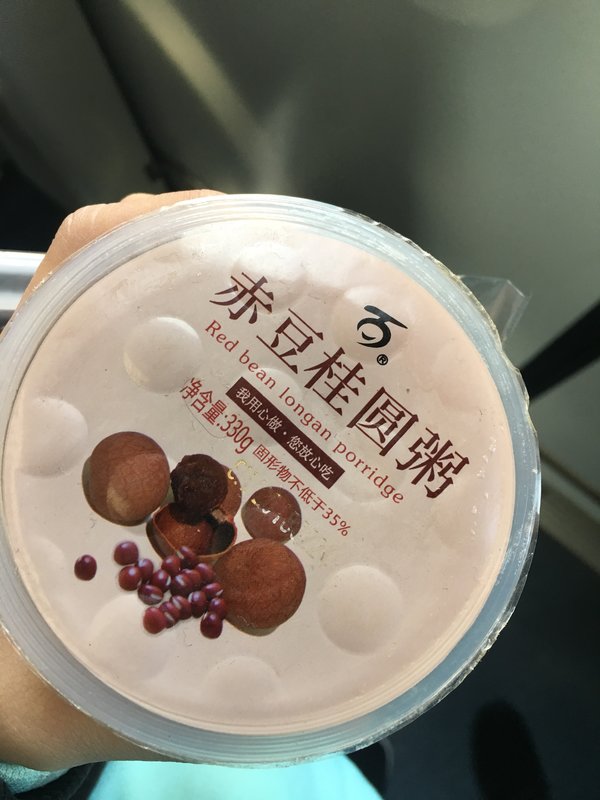 赤豆桂圆粥
Red bean longan porridge
我用心做·您放心吃
净含量:330g 固形物不低于35%
®